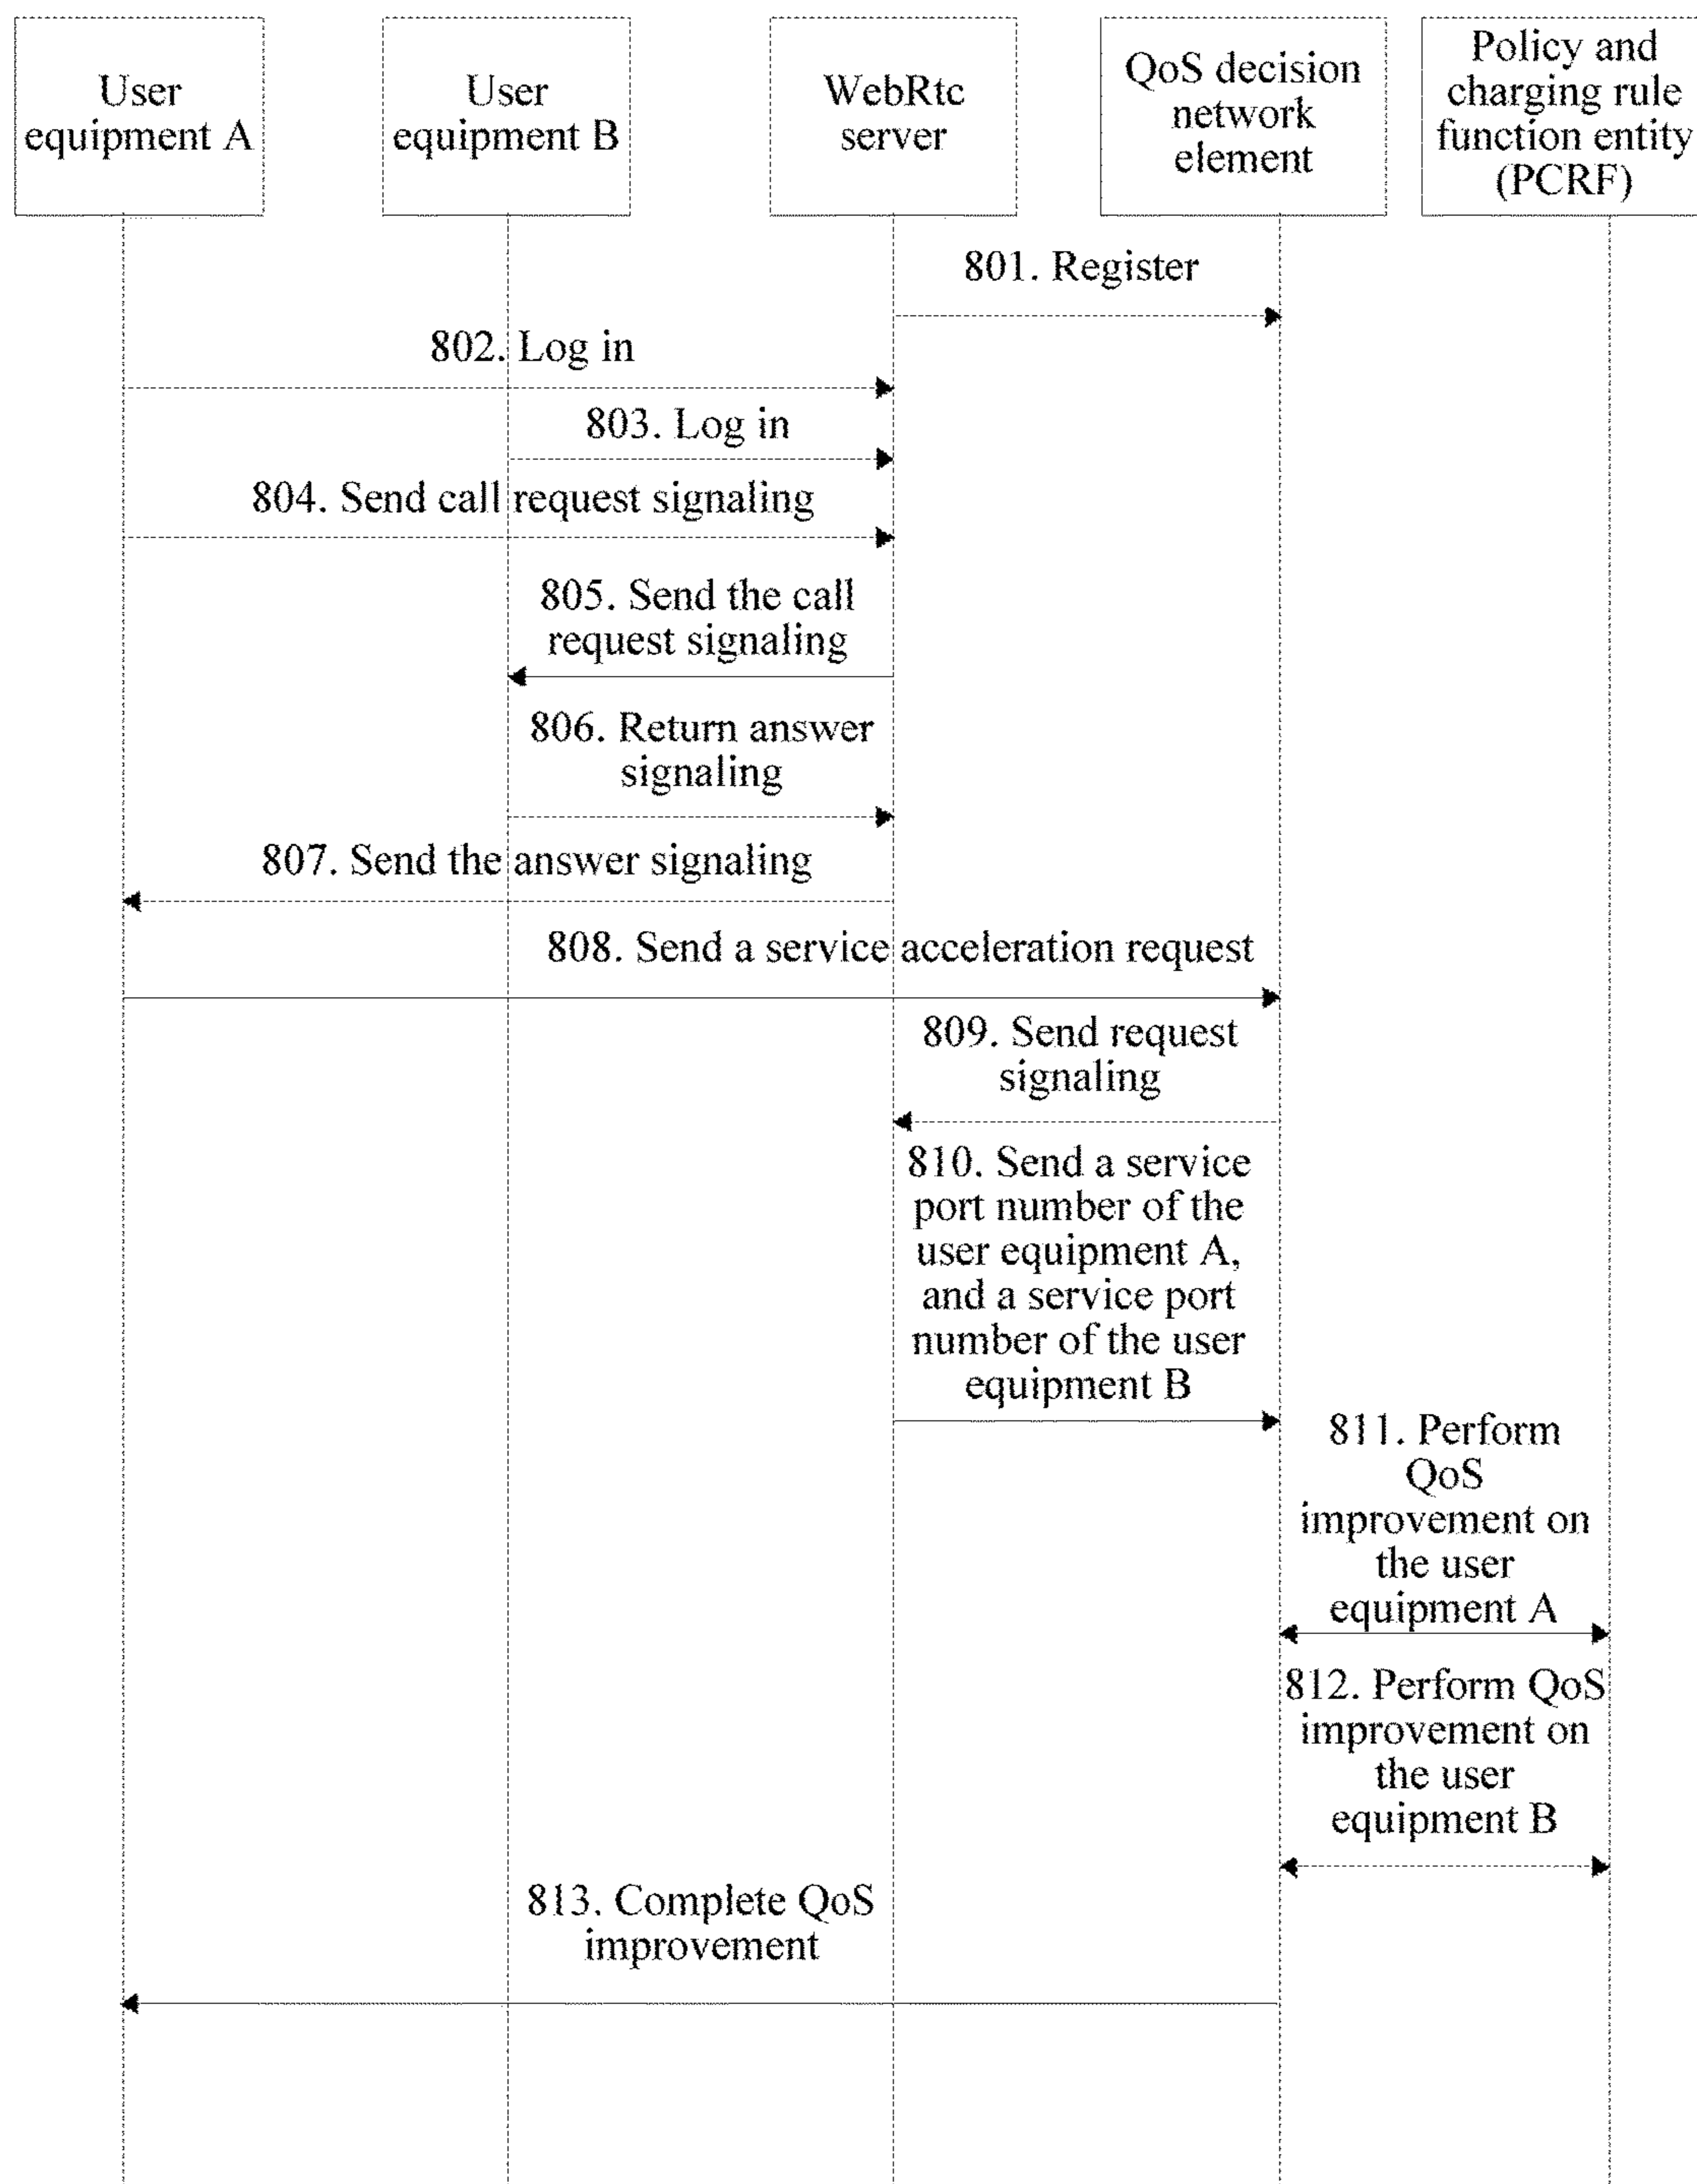 User
equipment A
User
equipment B
WebRtc
server
QoS decision
network
element
Policy and
charging rule
function entity
(PCRF)
801. Register
802. Log in
803. Log in
804. Send call request signaling
805. Send the call
request signaling
806. Return answer
signaling
807. Send the answer signaling
808. Send a service acceleration request
809. Send request
signaling
810. Send a service
port number of the
user equipment A,
and a service port
number of the user
equipment B
811. Perform
QoS
improvement on
the user
equipment A
812. Perform QoS
improvement on
the user
equipment B
813. Complete QoS
improvement